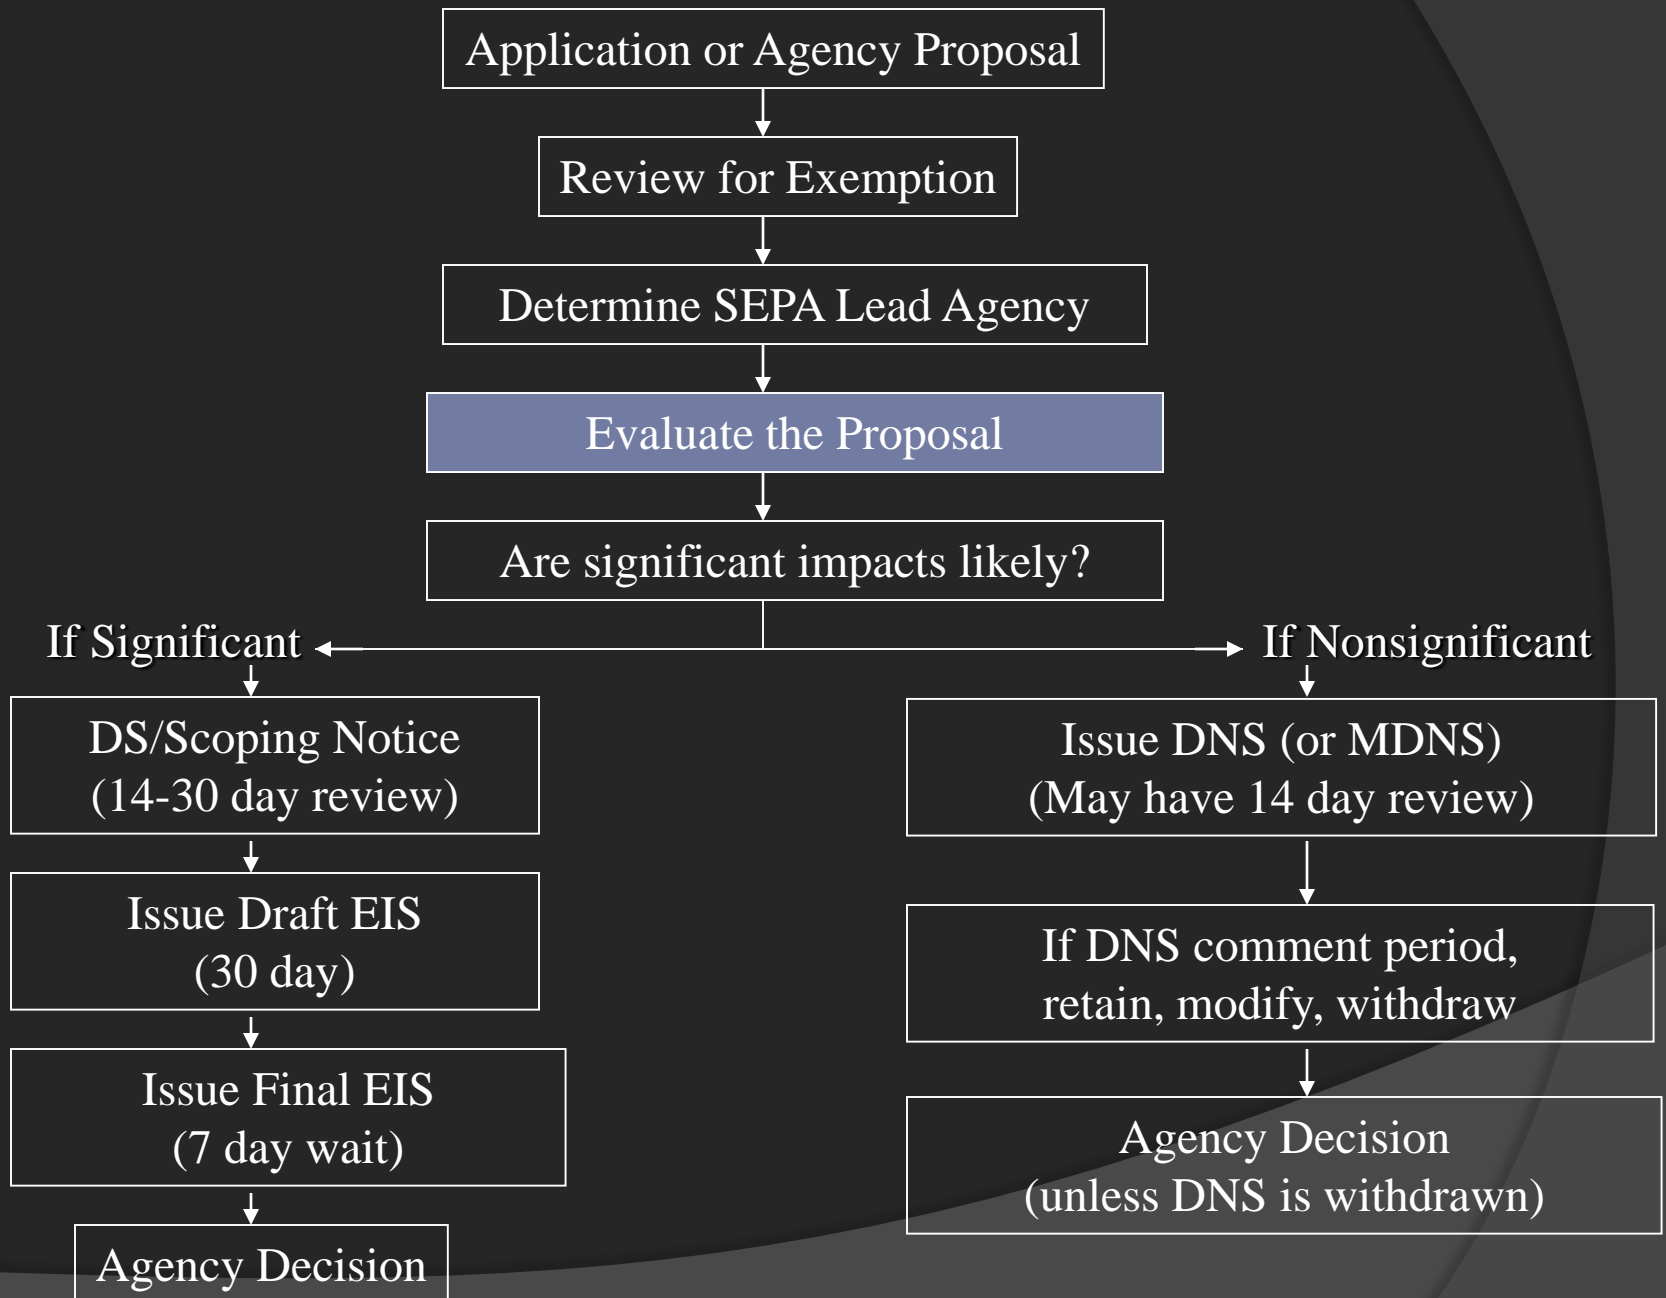 Application or Agency Proposal
Review for Exemption
Determine SEPA Lead Agency
Evaluate the Proposal
Are significant impacts likely?
If Significant
If Nonsignificant
DS/Scoping Notice
(14-30 day review)
Issue Draft EIS
(30 day)
Issue Final EIS
(7 day wait)
Agency Decision
Issue DNS (or MDNS)
(May have 14 day review)
If DNS comment period,
retain, modify, withdraw
Agency Decision
(unless DNS is withdrawn)